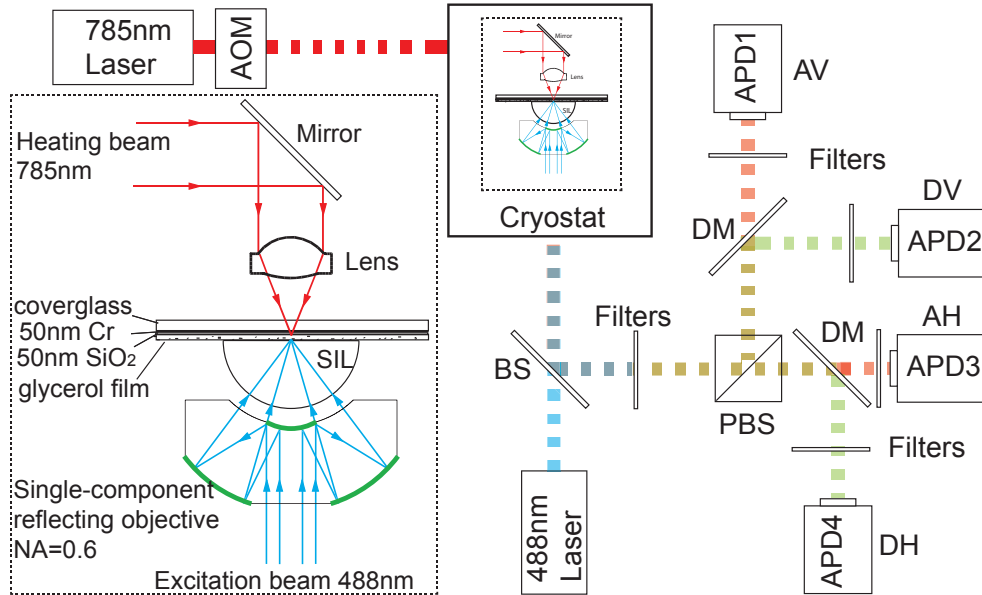 785nm
Laser
AOM
Mirror
Lens
SIL
Cryostat
APD1
AV
Filters
DM
DV
APD2
Heating beam
785nm
Mirror
Lens
coverglass
50nm Cr
50nm SiO2
glycerol film
SIL
Single-component
reflecting objective
NA=0.6
Excitation beam 488nm
BS
Filters
PBS
DM
AH
APD3
Filters
488nm
Laser
APD4
DH